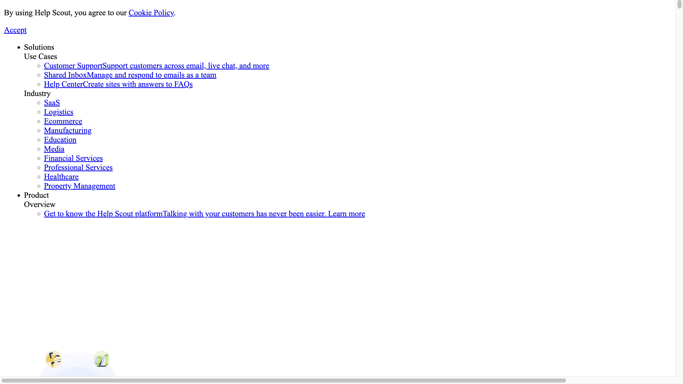 By using Help Scout, you agree to our Cookie Policy.
Accept
Solutions
Use Cases
Customer SupportSupport customers across email, live chat, and more
Shared InboxManage and respond to emails as a team
Help CenterCreate sites with answers to FAQs
Industry
SaaS
Logistics
Ecommerce
Manufacturing
Education
Media
Financial Services
Professional Services
Healthcare
Property Management
Product
Overview
Get to know the Help Scout platformTalking with your customers has never been easier. Learn more